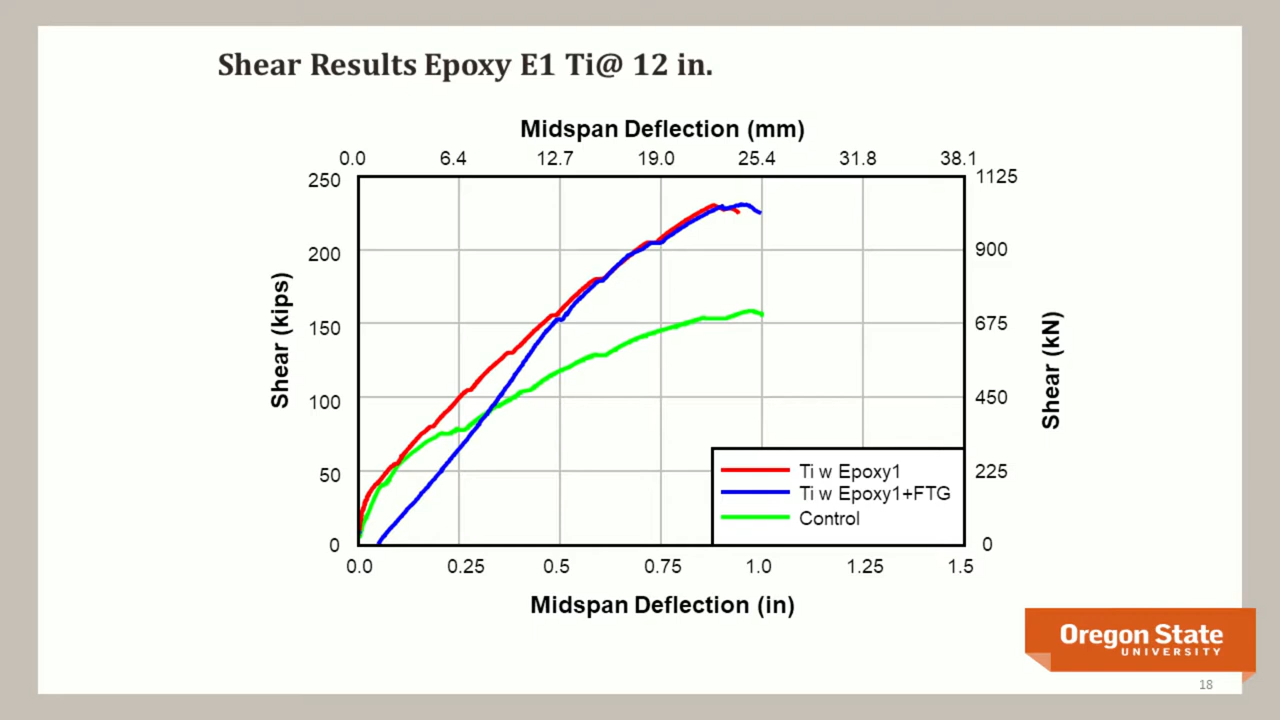 Shear Results Epoxy E1 Ti@ 12 in.
Midspan Deflection (mm)
0.0 6.4 12.7 19.0 25.4 31.8 38.1
250 1125
200 900
150 675
100 450
50 225
0 0
Shear (kips)
Shear (kN)
Ti w Epoxy1
Ti w Epoxy1+FTG
Control
0.0 0.25 0.5 0.75 1.0 1.25 1.5
Midspan Deflection (in)
Oregon State
UNIVERSITY
18